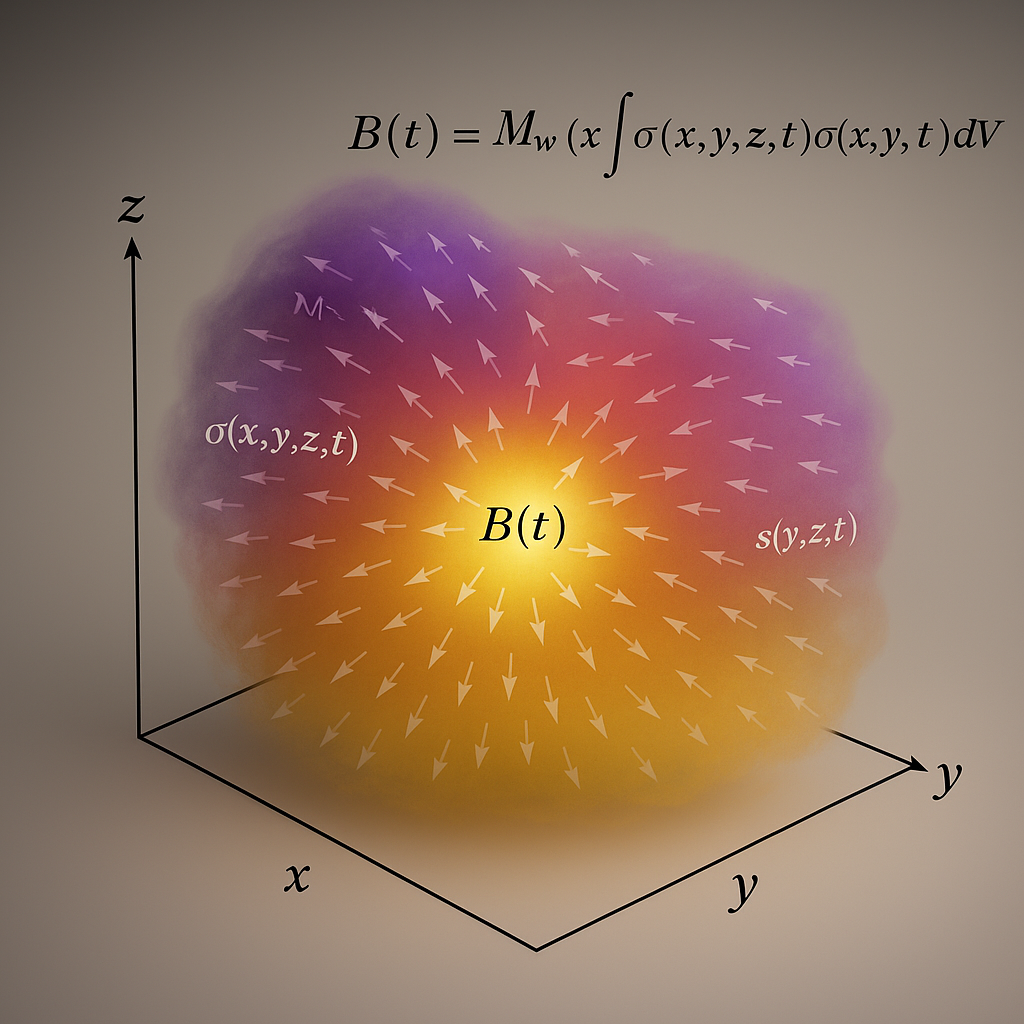 B(t) = M_w (x ∫ σ(x,y,z,t)σ(x,y,t)dV
z
M~
σ(x,y,z,t)
B(t)
s(y,z,t)
y
x
y